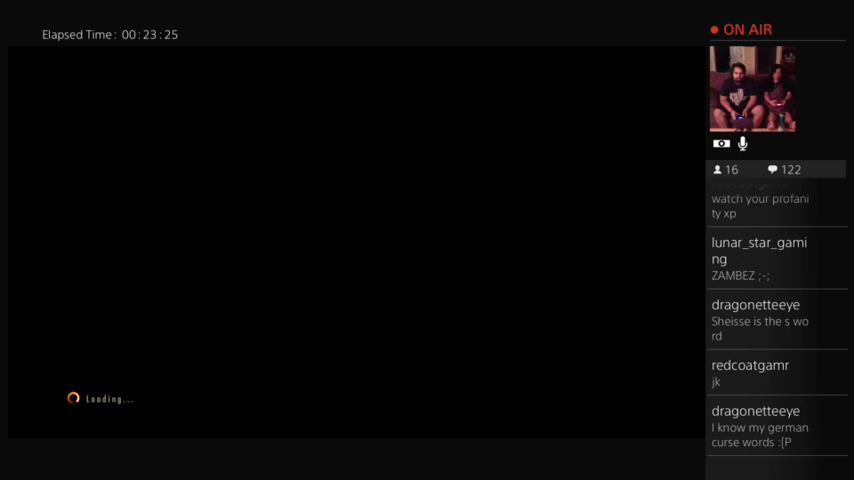 Elapsed Time: 00:23:25
ON AIR
16
122
watch your profani
ty xp
lunar_star_gami
ng
ZAMBEZ ;-;
dragonetteeye
Sheisse is the s wo
rd
redcoatgamr
jk
dragonetteeye
I know my german
curse words :{P
Loading...